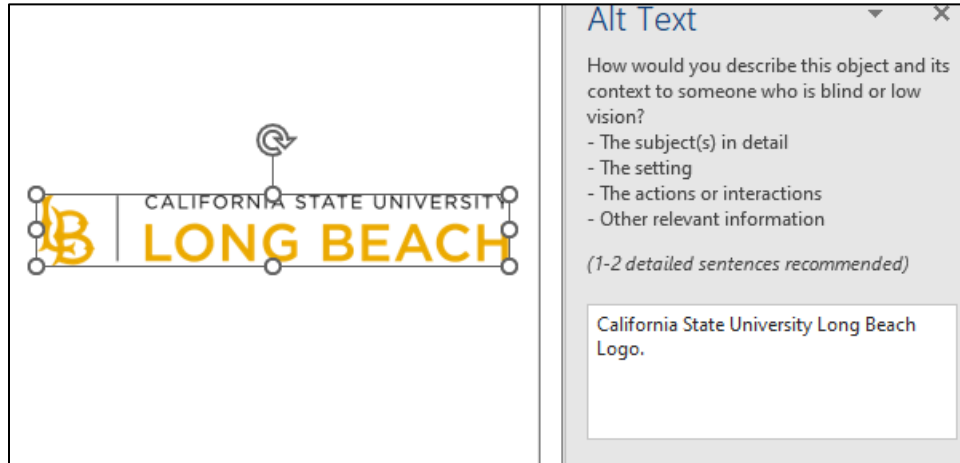 LB
CALIFORNIA STATE UNIVERSITY
LONG BEACH
Alt Text
How would you describe this object and its
context to someone who is blind or low
vision?
- The subject(s) in detail
- The setting
- The actions or interactions
- Other relevant information
(1-2 detailed sentences recommended)
California State University Long Beach
Logo.